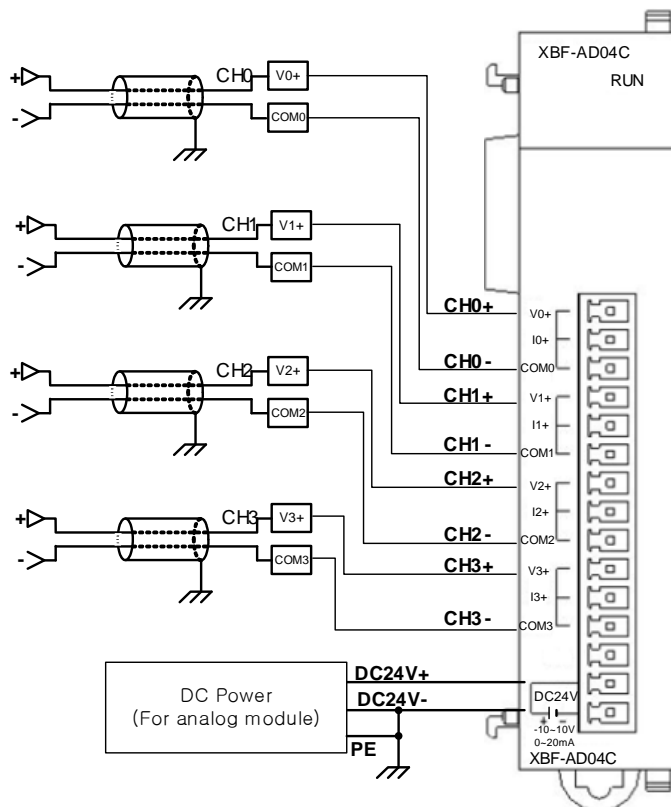 XBF-AD04C
RUN
+
CH0
V0+
-
COM0
+
CH1
V1+
-
COM1
CH0+
V0+
I0+
CH0-
COM0
+
CH2
V2+
-
COM2
CH1+
V1+
I1+
CH1-
COM1
CH2+
V2+
I2+
+
CH3
V3+
-
COM3
CH2-
COM2
CH3+
V3+
I3+
CH3-
COM3
DC Power
(For analog module)
DC24V+
DC24V-
PE
DC24V
+ -
-10~10V
0~20mA
XBF-AD04C